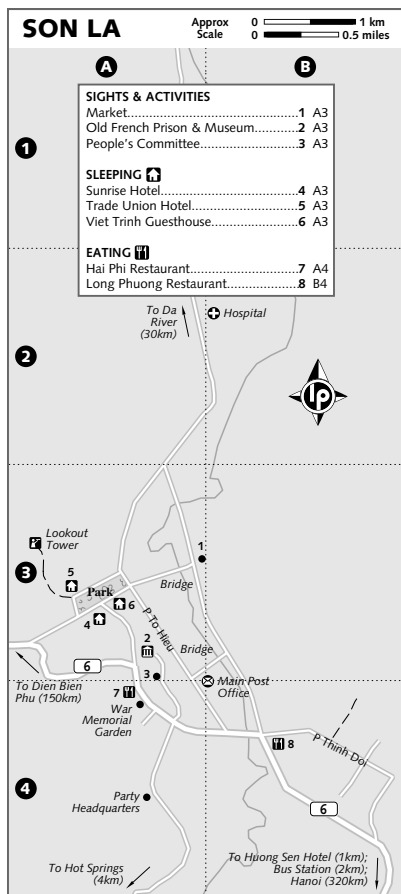 SON LA
Approx
Scale
0 1 km
0 0.5 miles
A
B
SIGHTS & ACTIVITIES
Market.................................................1 A3
Old French Prison & Museum............2 A3
People's Committee............................3 A3
SLEEPING
Sunrise Hotel.......................................4 A3
Trade Union Hotel...............................5 A3
Viet Trinh Guesthouse........................6 A3
EATING
Hai Phi Restaurant..............................7 A4
Long Phuong Restaurant....................8 B4
1
To Da
River
(30km)
Hospital
2
lp
Lookout
Tower
1
3
5
Park
Bridge
6
4
P To Hieu
2
Bridge
6
3
To Dien Bien
Phu (150km)
Main Post
Office
7
War
Memorial
Garden
8
P Thinh Doi
4
Party
Headquarters
6
To Hot Springs
(4km)
To Huong Sen Hotel (1km);
Bus Station (2km);
Hanoi (320km)